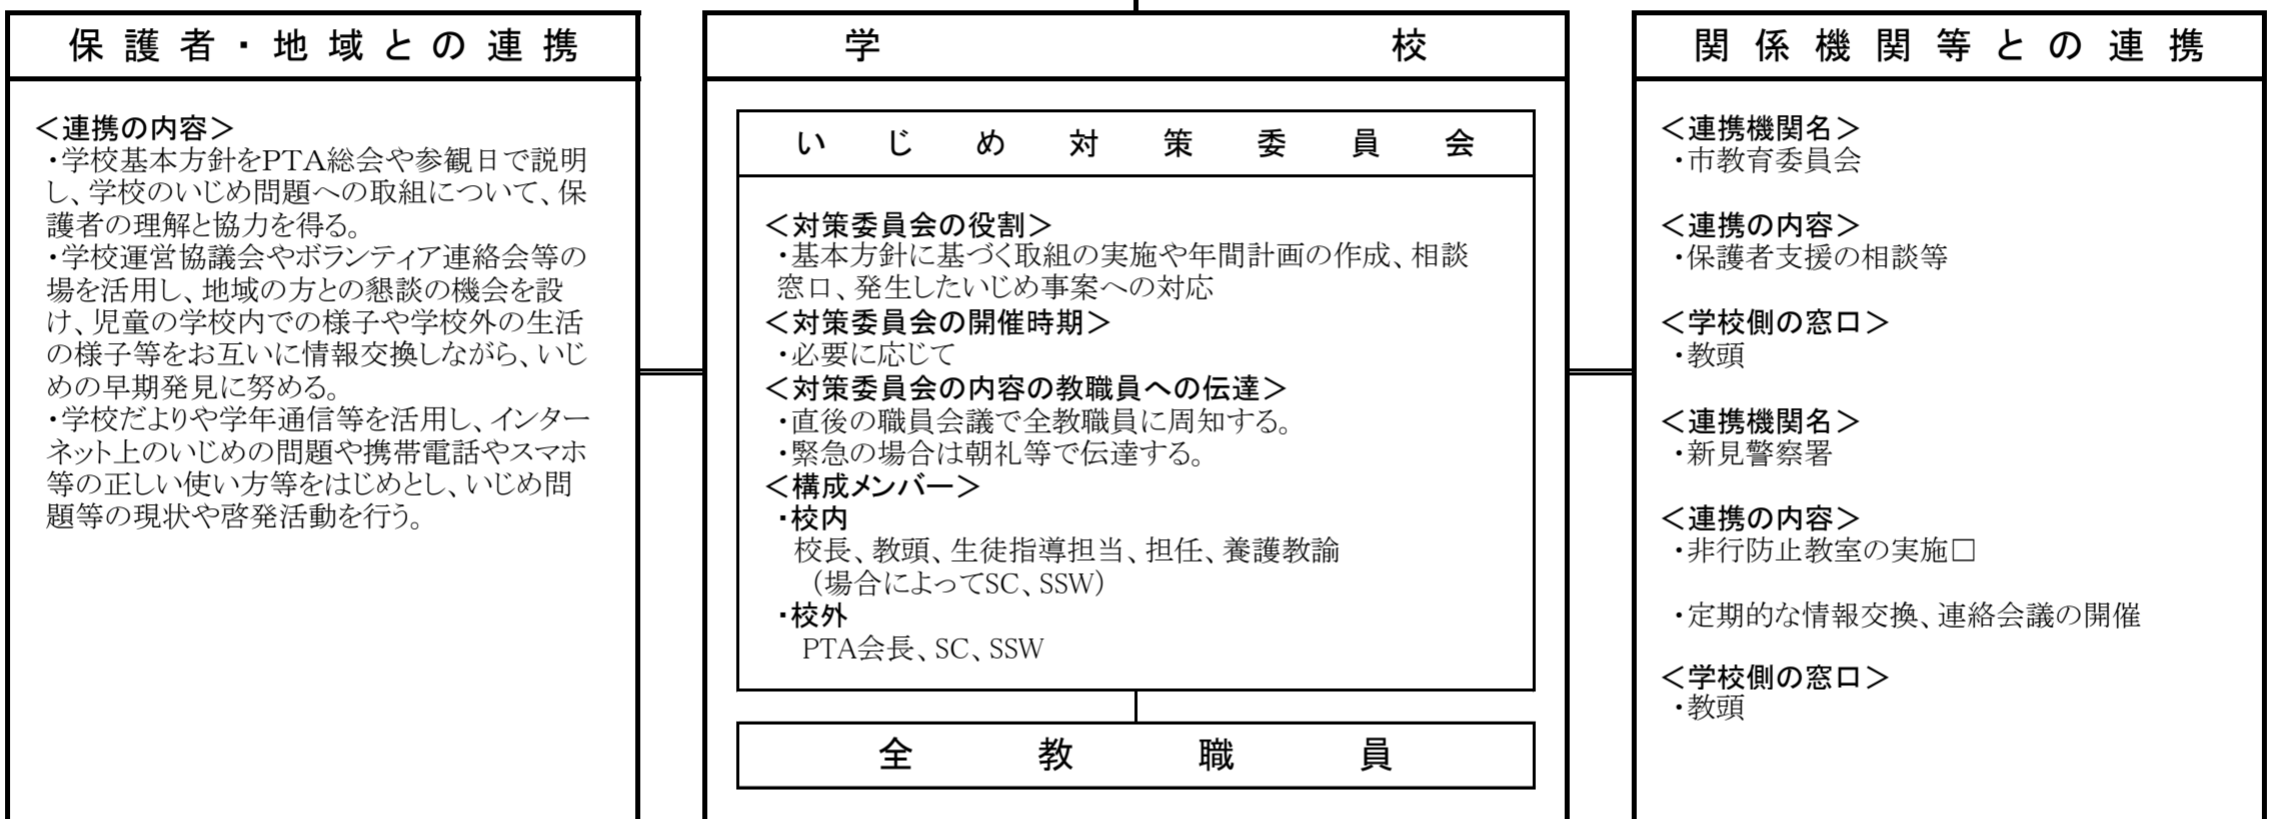 保護者・地域との連携
＜連携の内容＞
・学校基本方針をPTA総会や参観日で説明
し、学校のいじめ問題への取組について、保
護者の理解と協力を得る。
・学校運営協議会やボランティア連絡会等の
場を活用し、地域の方との懇談の機会を設
け、児童の学校内での様子や学校外の生活
の様子等をお互いに情報交換しながら、いじ
めの早期発見に努める。
・学校だよりや学年通信等を活用し、インター
ネット上のいじめの問題や携帯電話やスマホ
等の正しい使い方等をはじめとし、いじめ問
題等の現状や啓発活動を行う。
学校
いじめ対策委員会
＜対策委員会の役割＞
・基本方針に基づく取組の実施や年間計画の作成、相談
窓口、発生したいじめ事案への対応
＜対策委員会の開催時期＞
・必要に応じて
＜対策委員会の内容の教職員への伝達＞
・直後の職員会議で全教職員に周知する。
・緊急の場合は朝礼等で伝達する。
＜構成メンバー＞
・校内
校長、教頭、生徒指導担当、担任、養護教諭
（場合によってSC、SSW）
・校外
PTA会長、SC、SSW
全教職員
関係機関等との連携
＜連携機関名＞
・市教育委員会
＜連携の内容＞
・保護者支援の相談等
＜学校側の窓口＞
・教頭
＜連携機関名＞
・新見警察署
＜連携の内容＞
・非行防止教室の実施□
・定期的な情報交換、連絡会議の開催
＜学校側の窓口＞
・教頭